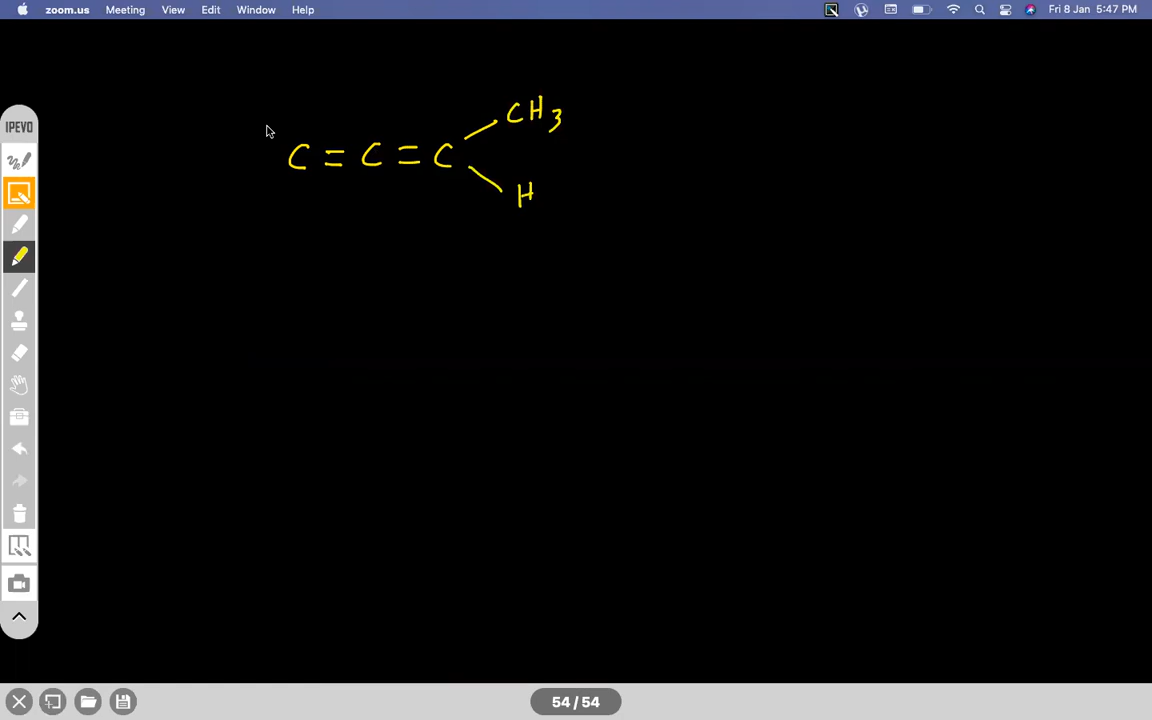 zoom.us Meeting View Edit Window Help Fri 8 Jan 5:47 PM
IPEVO
CH3
C = C = C
H
54 / 54